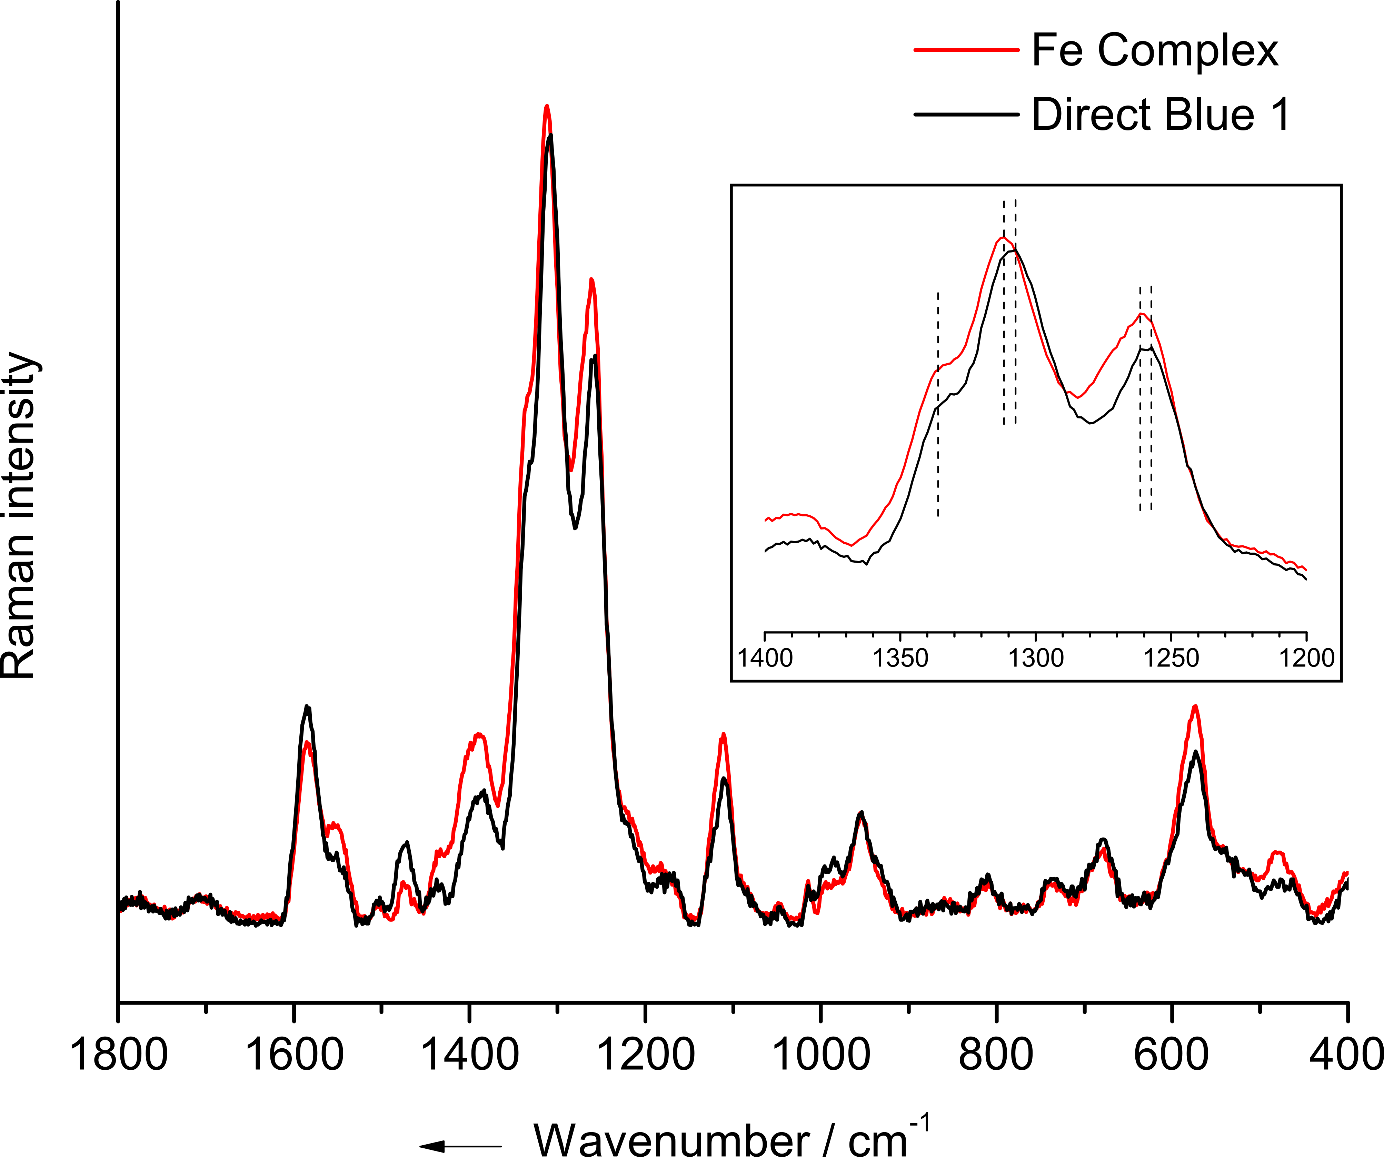 Fe Complex
Direct Blue 1
Raman intensity
1400 1350 1300 1250 1200
1800 1600 1400 1200 1000 800 600 400
Wavenumber / cm-1